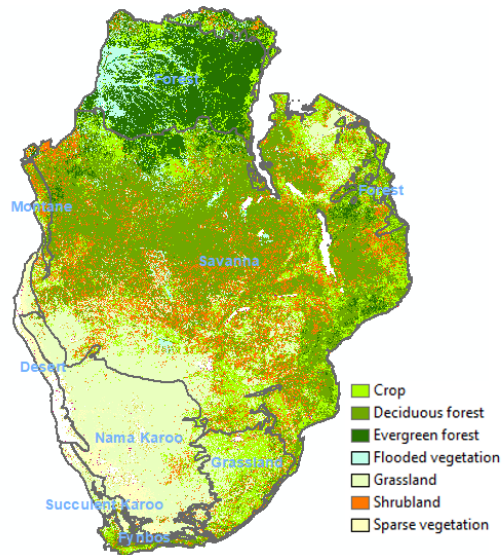 Forest
Forest
Montane
Savanna
Desert
Nama Karoo
Grassland
Succulent Karoo
Fynbos
Crop
Deciduous forest
Evergreen forest
Flooded vegetation
Grassland
Shrubland
Sparse vegetation